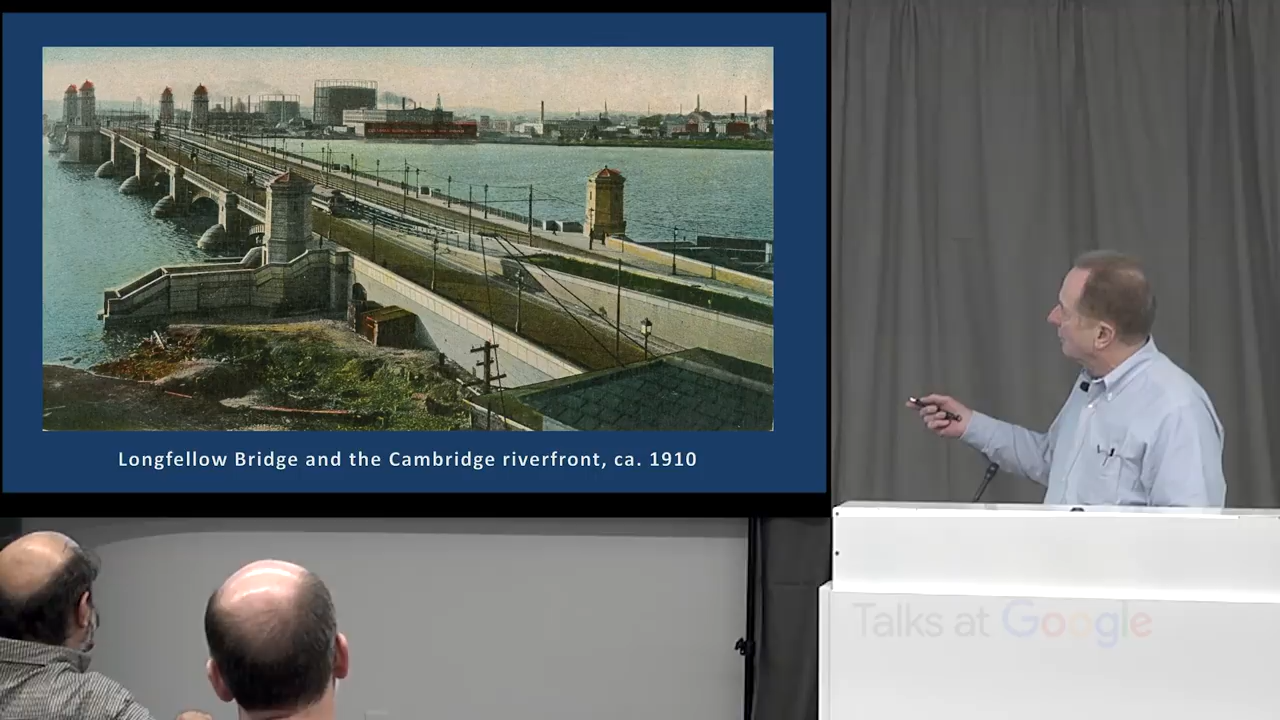 Longfellow Bridge and the Cambridge riverfront, ca. 1910
Talks at Google